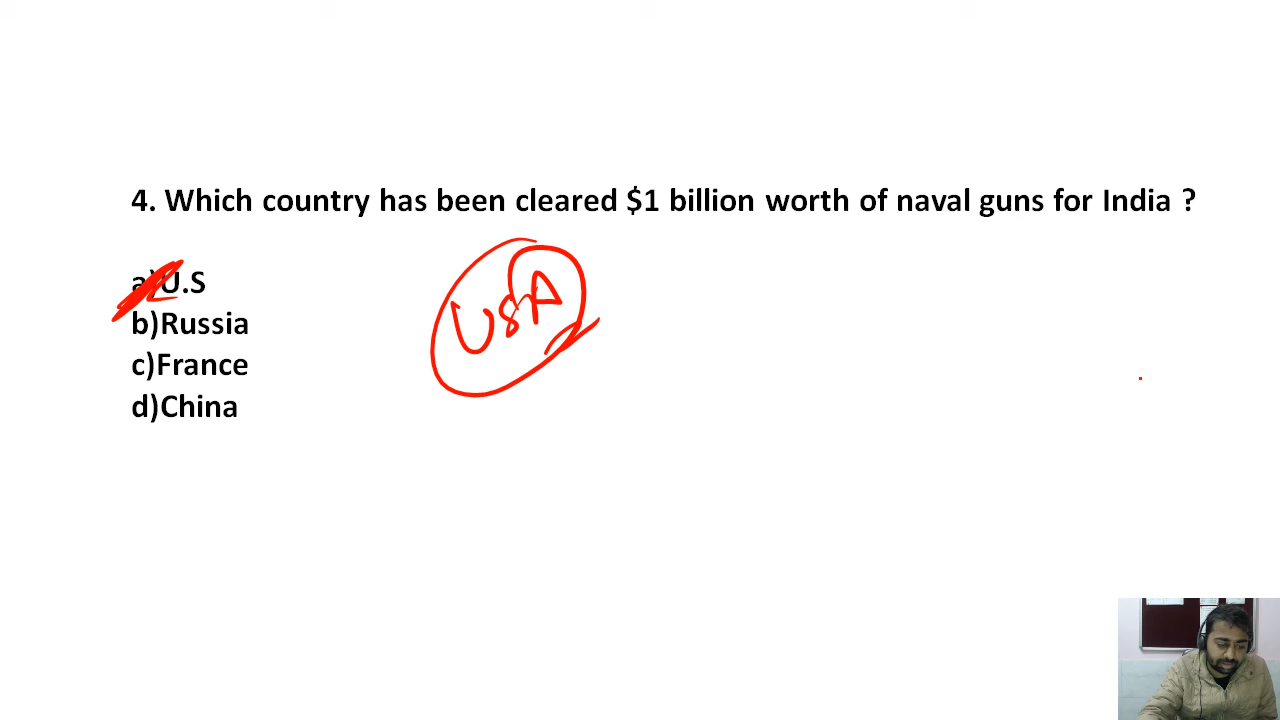 4. Which country has been cleared $1 billion worth of naval guns for India ?
a)U.S
USA
b)Russia
c)France
d)China